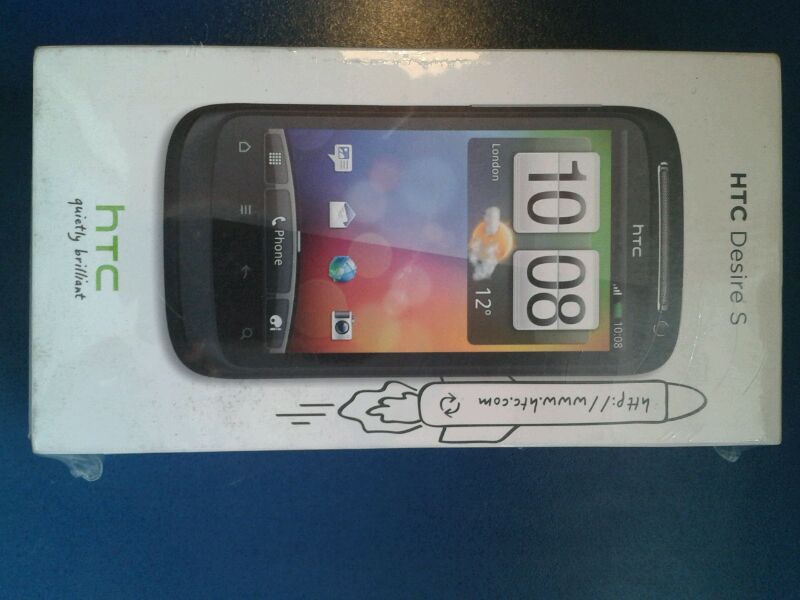 HTC Desire S
htc
10:08
10 08
London
12°
Phone
http://www.htc.com
htc
quietly brilliant